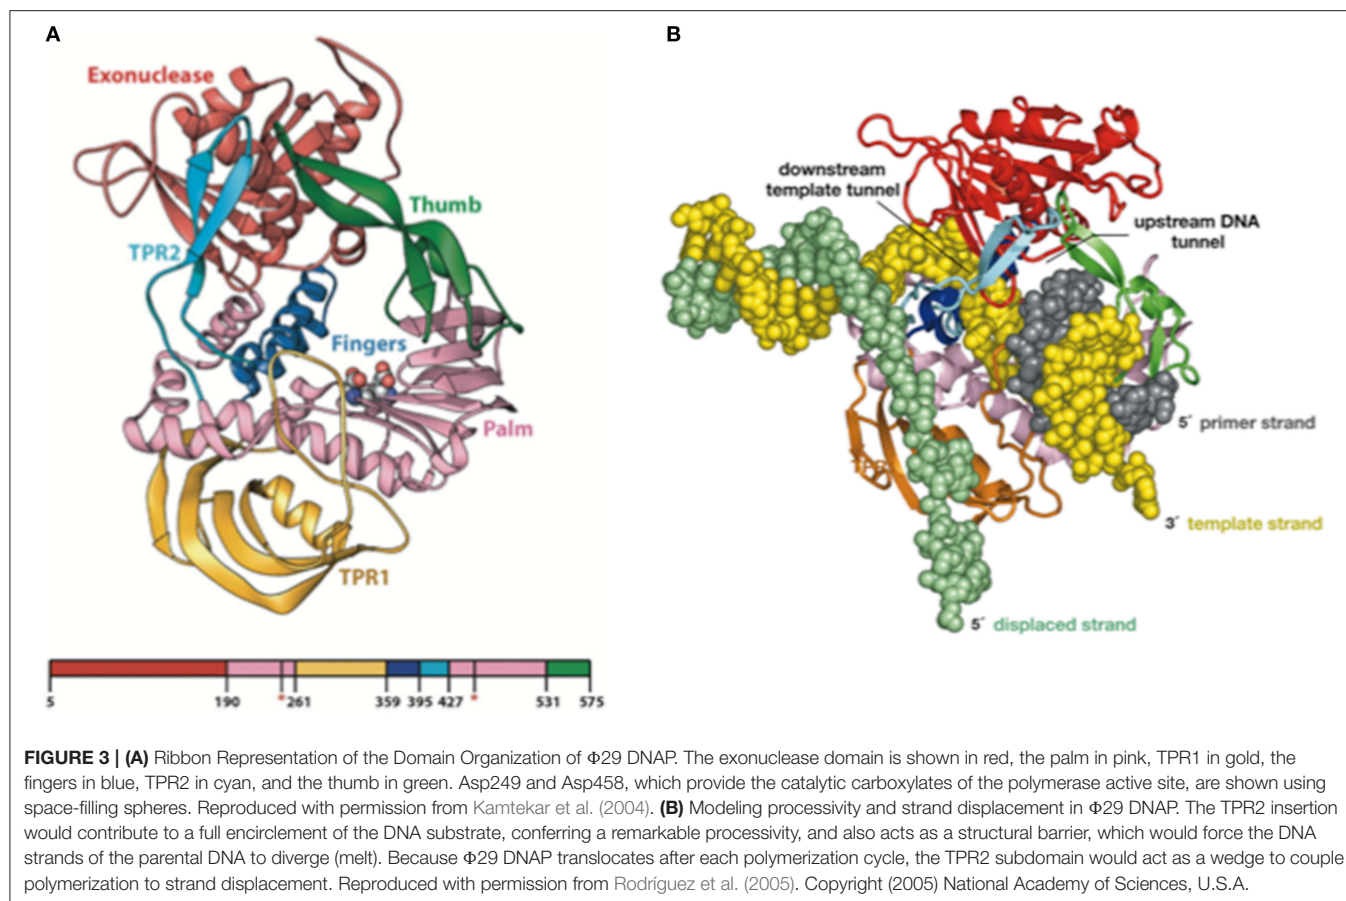 A
Exonuclease
TPR2
Thumb
Fingers
Palm
TPR1
5 190 * 261 359 395 427 * 531 575
B
downstream
template tunnel
upstream DNA
tunnel
5´ primer strand
3´ template strand
5´ displaced strand
FIGURE 3 | (A) Ribbon Representation of the Domain Organization of Φ29 DNAP. The exonuclease domain is shown in red, the palm in pink, TPR1 in gold, the
fingers in blue, TPR2 in cyan, and the thumb in green. Asp249 and Asp458, which provide the catalytic carboxylates of the polymerase active site, are shown using
space-filling spheres. Reproduced with permission from Kamtekar et al. (2004). (B) Modeling processivity and strand displacement in Φ29 DNAP. The TPR2 insertion
would contribute to a full encirclement of the DNA substrate, conferring a remarkable processivity, and also acts as a structural barrier, which would force the DNA
strands of the parental DNA to diverge (melt). Because Φ29 DNAP translocates after each polymerization cycle, the TPR2 subdomain would act as a wedge to couple
polymerization to strand displacement. Reproduced with permission from Rodríguez et al. (2005). Copyright (2005) National Academy of Sciences, U.S.A.